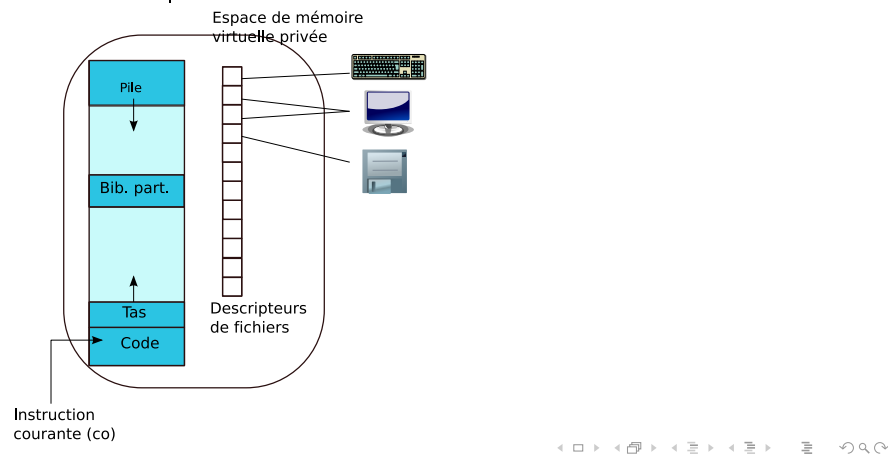 Espace de mémoire
virtuelle privée
Pile
Bib. part.
Tas
Code
Descripteurs
de fichiers
Instruction
courante (co)